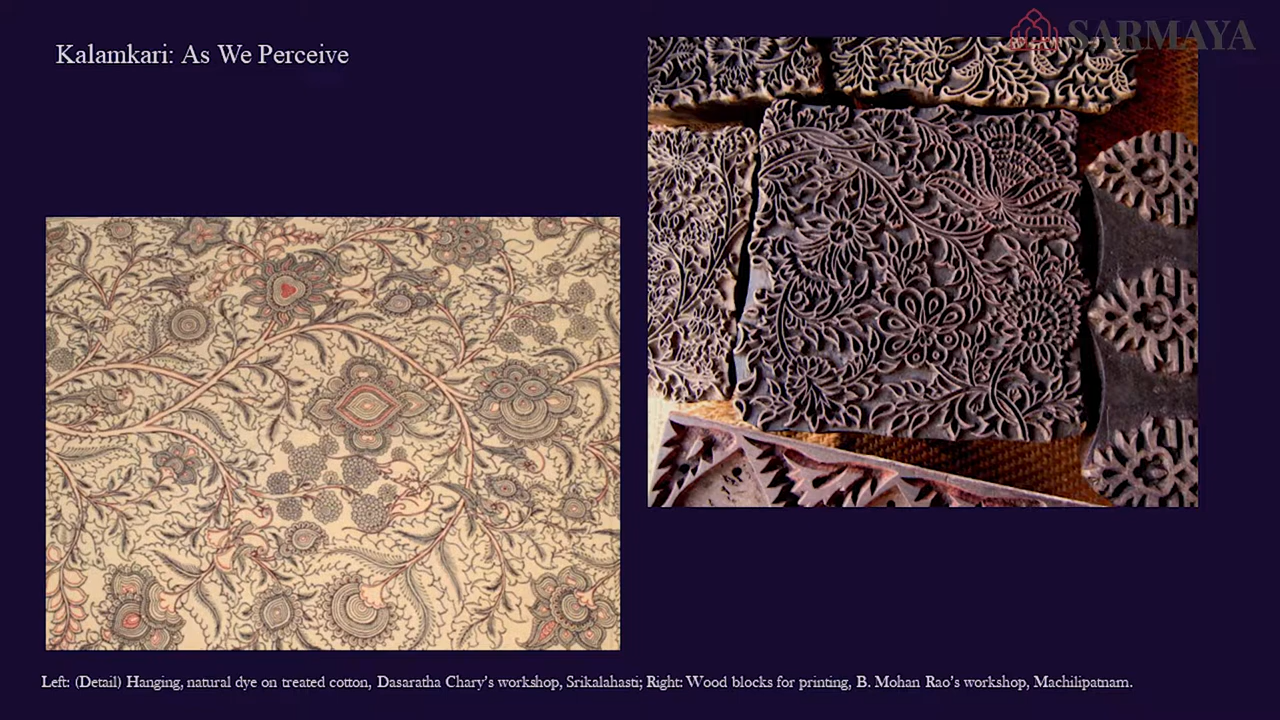 SARMAYA
Kalamkari: As We Perceive
Left: (Detail) Hanging, natural dye on treated cotton, Dasaratha Chary's workshop, Srikalahasti; Right: Wood blocks for printing, B. Mohan Rao's workshop, Machilipatnam.